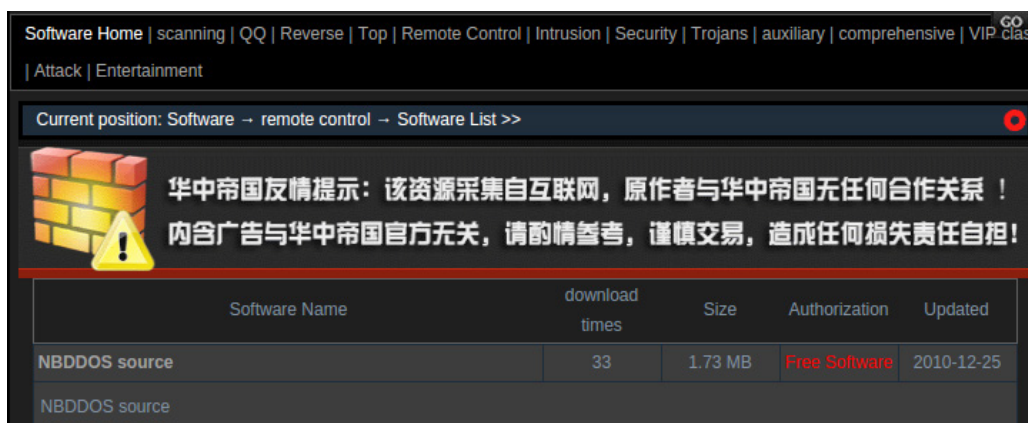 GO
Software Home | scanning | QQ | Reverse | Top | Remote Control | Intrusion | Security | Trojans | auxiliary | comprehensive | VIP clas
| Attack | Entertainment
Current position: Software → remote control → Software List >>
华中帝国友情提示：该资源采集自互联网，原作者与华中帝国无任何合作关系 ！
内含广告与华中帝国官方无关，请酌情参考，谨慎交易，造成任何损失责任自担！
Software Name download times Size Authorization Updated
NBDDOS source 33 1.73 MB Free Software 2010-12-25
NBDDOS source